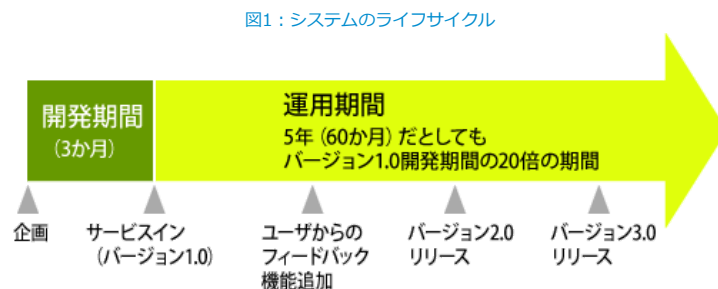 図1：システムのライフサイクル
開発期間
（3か月）
運用期間
5年（60か月）だとしても
バージョン1.0開発期間の20倍の期間
企画
サービスイン
（バージョン1.0）
ユーザからの
フィードバック
機能追加
バージョン2.0
リリース
バージョン3.0
リリース